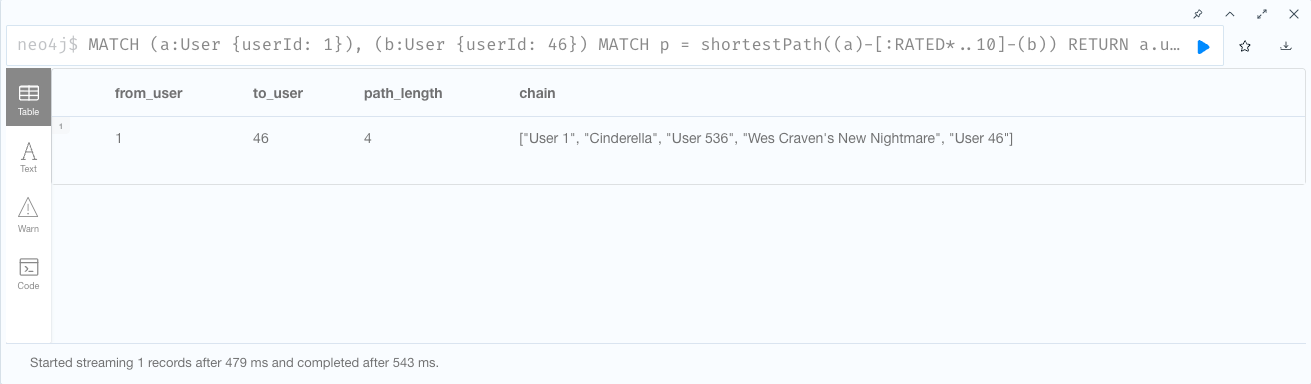 neo4j$ MATCH (a:User {userId: 1}), (b:User {userId: 46}) MATCH p = shortestPath((a)-[:RATED*..10]-(b)) RETURN a.u…
Table
Text
Warn
Code
from_user to_user path_length chain
1 1 46 4 ["User 1", "Cinderella", "User 536", "Wes Craven's New Nightmare", "User 46"]
Started streaming 1 records after 479 ms and completed after 543 ms.